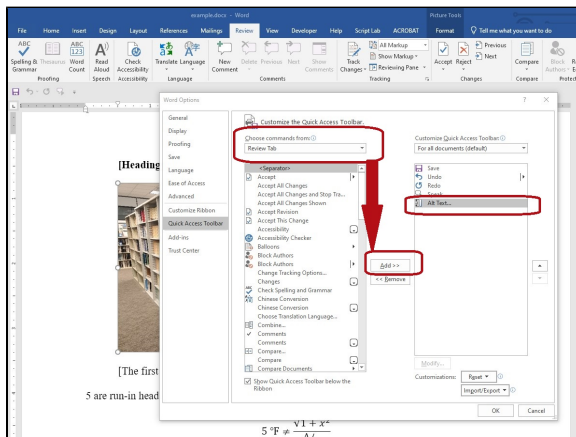 example.docx - Word
Picture Tools
File Home Insert Design Layout References Mailings Review View Developer Help Script Lab ACROBAT Format Tell me what you want to do
Spelling & Grammar
Thesaurus
Word Count
Read Aloud
Check Accessibility
Translate
Language
New Comment
Delete
Previous
Next
Show Comments
Track Changes
All Markup
Show Markup
Reviewing Pane
Accept
Reject
Previous
Next
Compare
Block Authors
Proofing Speech Accessibility Language Comments Tracking Changes Compare Protect
Word Options
General
Display
Proofing
Save
Language
Ease of Access
Advanced
Customize Ribbon
Quick Access Toolbar
Add-ins
Trust Center
Customize the Quick Access Toolbar.
Choose commands from:
Review Tab
<Separator>
Accept
Accept All Changes
Accept All Changes and Stop Tra...
Accept All Changes Shown
Accept Revision
Accept This Change
Accessibility
Accessibility Checker
Balloons
Block Authors
Block Authors
Change Tracking Options...
Changes
Check Spelling and Grammar
Chinese Conversion
Chinese Conversion
Choose Translation Language...
Combine...
Comments
Comments
Compare...
Compare
Compare Documents
Show Quick Access Toolbar below the
Ribbon
Add >>
<< Remove
Customize Quick Access Toolbar:
For all documents (default)
Save
Undo
Redo
Speak
Alt Text...
Modify...
Customizations: Reset
Import/Export
OK Cancel
[Heading
[The first
5 are run-in head
5 °F ≠ √1 + x²